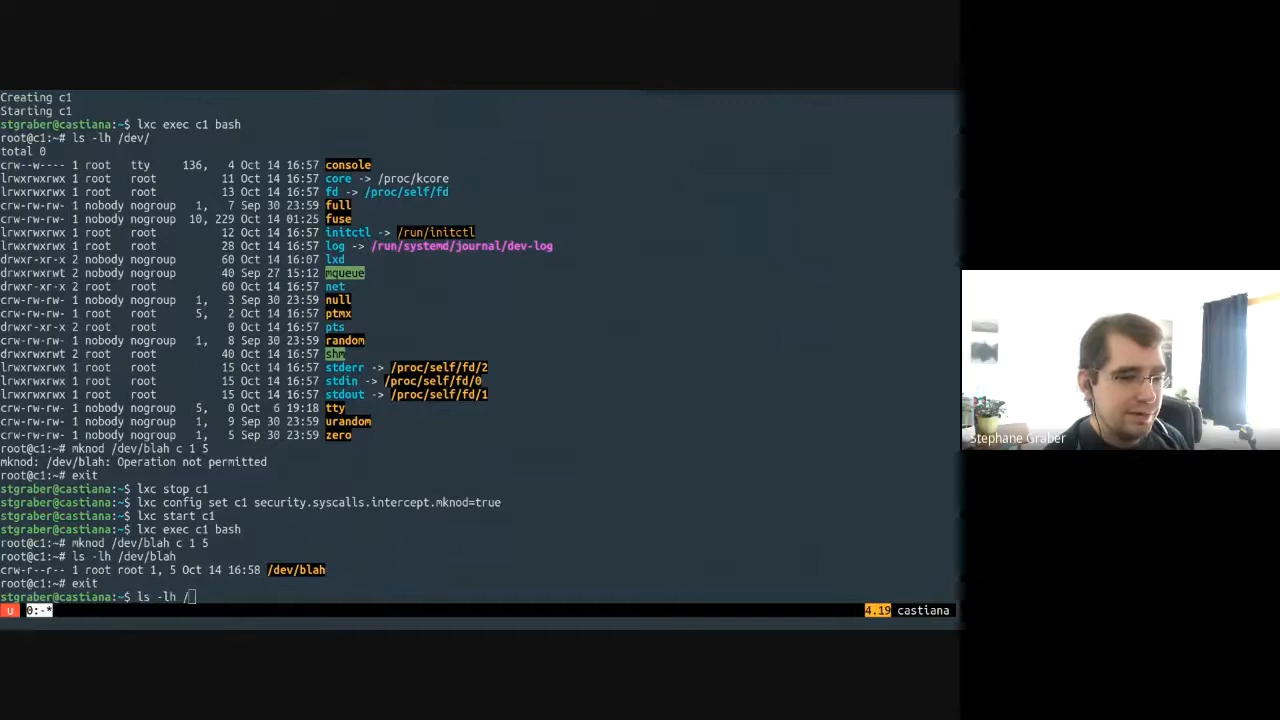 Creating c1
Starting c1
stgraber@castiana:~$ lxc exec c1 bash
root@c1:~# ls -lh /dev/
total 0
crw--w---- 1 root   tty     136,   4 Oct 14 16:57 console
lrwxrwxrwx 1 root   root          11 Oct 14 16:57 core -> /proc/kcore
lrwxrwxrwx 1 root   root          13 Oct 14 16:57 fd -> /proc/self/fd
crw-rw-rw- 1 nobody nogroup   1,   7 Sep 30 23:59 full
crw-rw-rw- 1 nobody nogroup  10, 229 Oct 14 01:25 fuse
lrwxrwxrwx 1 root   root          12 Oct 14 16:57 initctl -> /run/initctl
lrwxrwxrwx 1 root   root          28 Oct 14 16:57 log -> /run/systemd/journal/dev-log
drwxr-xr-x 2 nobody nogroup       60 Oct 14 16:07 lxd
drwxrwxrwt 2 nobody nogroup       40 Sep 27 15:12 mqueue
drwxr-xr-x 2 root   root          60 Oct 14 16:57 net
crw-rw-rw- 1 nobody nogroup   1,   3 Sep 30 23:59 null
crw-rw-rw- 1 root   root      5,   2 Oct 14 16:57 ptmx
drwxr-xr-x 2 root   root           0 Oct 14 16:57 pts
crw-rw-rw- 1 nobody nogroup   1,   8 Sep 30 23:59 random
drwxrwxrwt 2 root   root          40 Oct 14 16:57 shm
lrwxrwxrwx 1 root   root          15 Oct 14 16:57 stderr -> /proc/self/fd/2
lrwxrwxrwx 1 root   root          15 Oct 14 16:57 stdin -> /proc/self/fd/0
lrwxrwxrwx 1 root   root          15 Oct 14 16:57 stdout -> /proc/self/fd/1
crw-rw-rw- 1 nobody nogroup   5,   0 Oct  6 19:18 tty
crw-rw-rw- 1 nobody nogroup   1,   9 Sep 30 23:59 urandom
crw-rw-rw- 1 nobody nogroup   1,   5 Sep 30 23:59 zero
root@c1:~# mknod /dev/blah c 1 5
mknod: /dev/blah: Operation not permitted
root@c1:~# exit
stgraber@castiana:~$ lxc stop c1
stgraber@castiana:~$ lxc config set c1 security.syscalls.intercept.mknod=true
stgraber@castiana:~$ lxc start c1
stgraber@castiana:~$ lxc exec c1 bash
root@c1:~# mknod /dev/blah c 1 5
root@c1:~# ls -lh /dev/blah
crw-r--r-- 1 root root 1, 5 Oct 14 16:58 /dev/blah
root@c1:~# exit
stgraber@castiana:~$ ls -lh /
u 0:-* 4.19 castiana
Stephane Graber